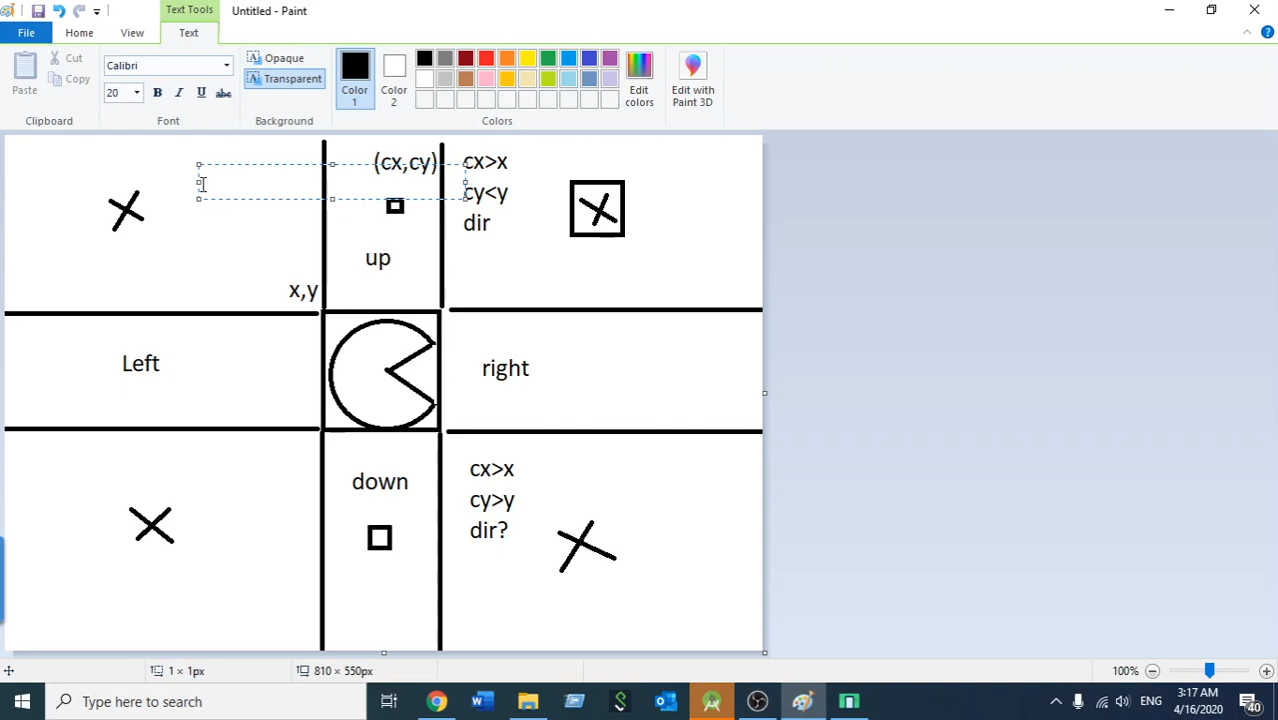 Text Tools
Untitled - Paint
File
Home
View
Text
Paste
Cut
Copy
Clipboard
Calibri
20
B
I
U
abc
Font
Opaque
Transparent
Background
Color
1
Color
2
Edit
colors
Edit with
Paint 3D
Colors
(cx,cy)
cx>x
cy<y
dir
up
x,y
Left
right
down
cx>x
cy>y
dir?
1 × 1px
810 × 550px
100%
Type here to search
ENG
3:17 AM
4/16/2020
40